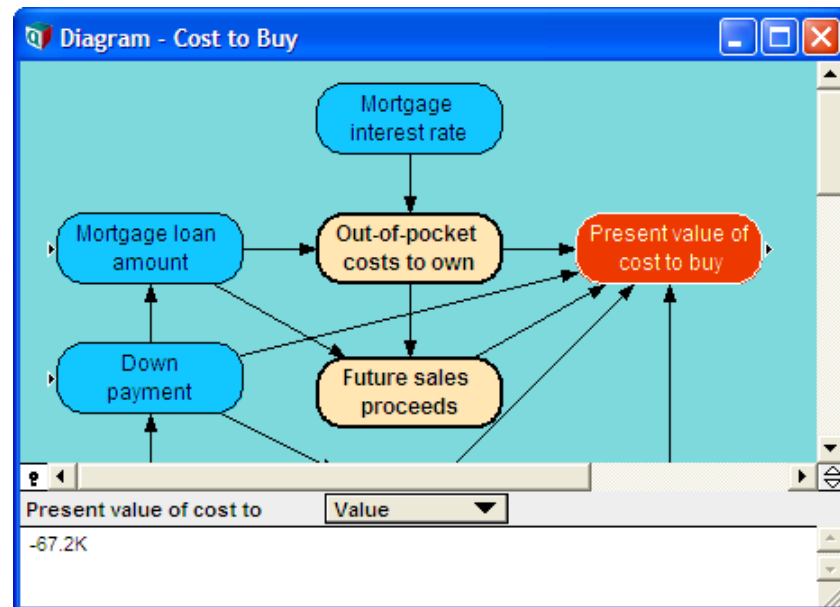 Diagram - Cost to Buy
Mortgage
interest rate
Mortgage loan
amount
Out-of-pocket
costs to own
Present value of
cost to buy
Down
payment
Future sales
proceeds
Present value of cost to
Value
-67.2K